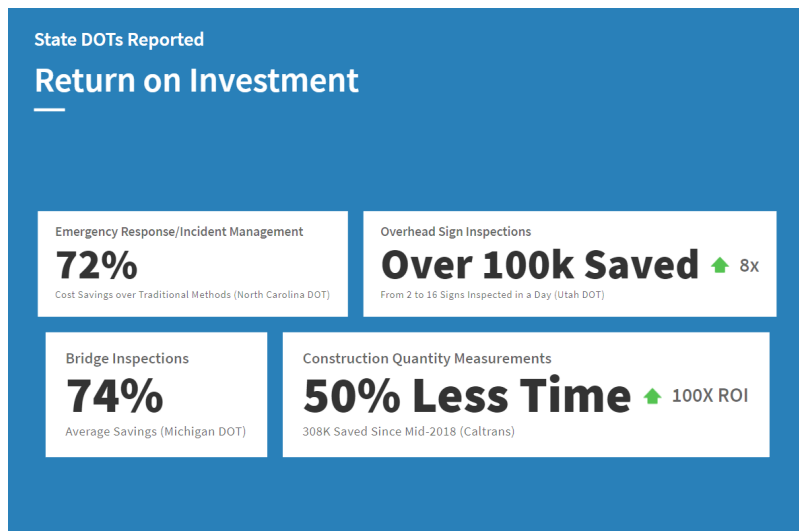 State DOTs Reported
Return on Investment
Emergency Response/Incident Management
72%
Cost Savings over Traditional Methods (North Carolina DOT)
Overhead Sign Inspections
Over 100k Saved 8x
From 2 to 16 Signs Inspected in a Day (Utah DOT)
Bridge Inspections
74%
Average Savings (Michigan DOT)
Construction Quantity Measurements
50% Less Time 100X ROI
308K Saved Since Mid-2018 (Caltrans)